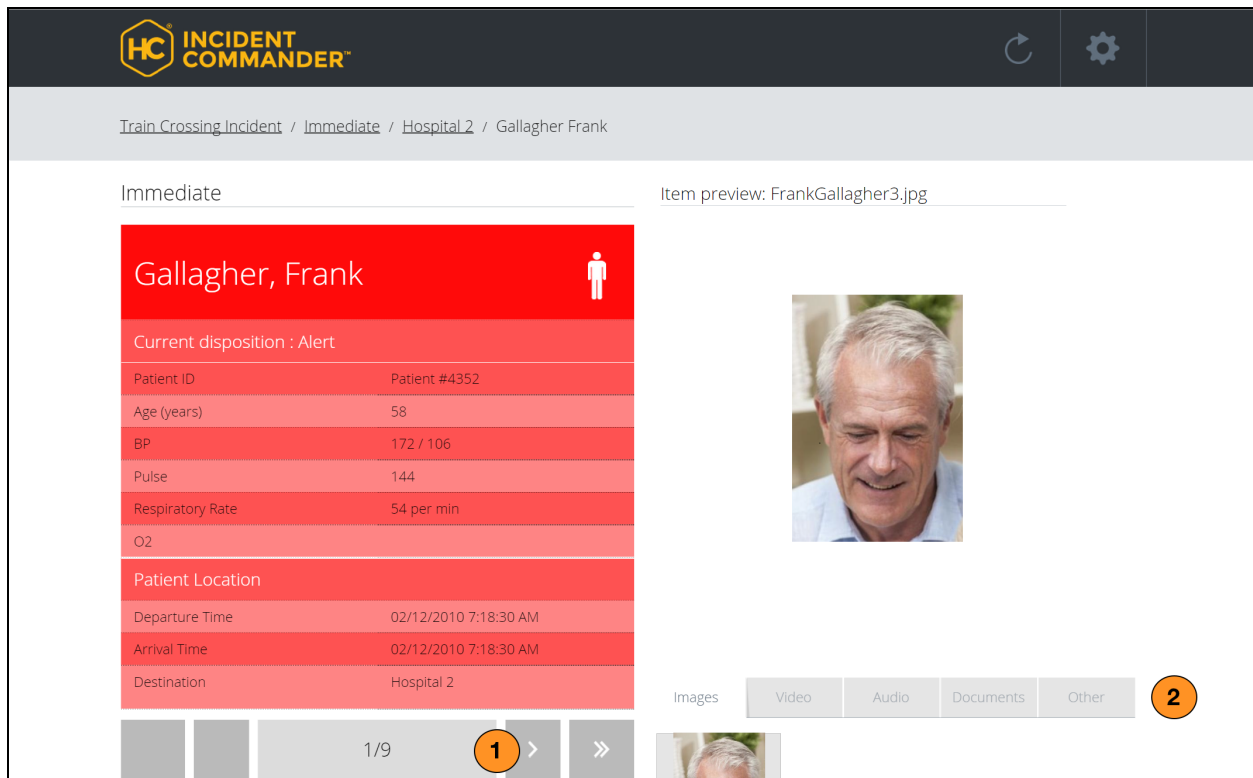 HC INCIDENT
COMMANDER™
Train Crossing Incident / Immediate / Hospital 2 / Gallagher Frank
Immediate
Gallagher, Frank
Current disposition : Alert
Patient ID Patient #4352
Age (years) 58
BP 172 / 106
Pulse 144
Respiratory Rate 54 per min
O2
Patient Location
Departure Time 02/12/2010 7:18:30 AM
Arrival Time 02/12/2010 7:18:30 AM
Destination Hospital 2
1/9 1 › »
Item preview: FrankGallagher3.jpg
Images Video Audio Documents Other 2